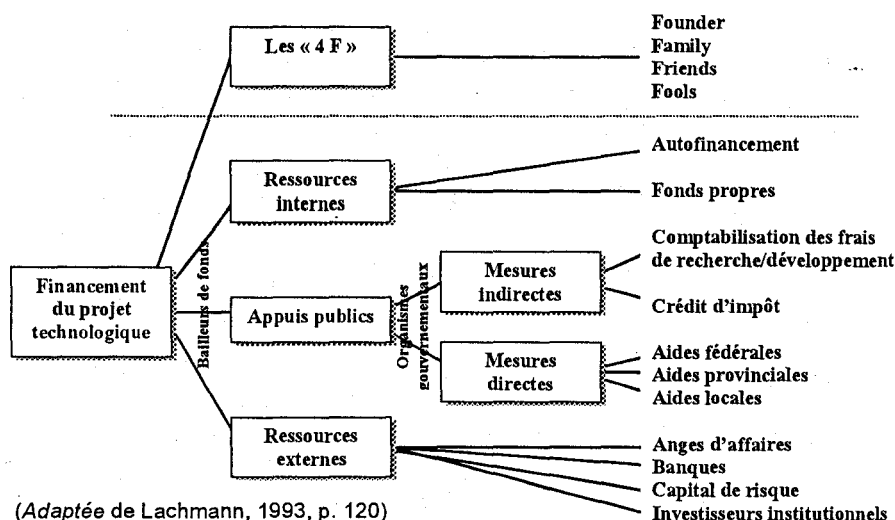 Les « 4 F »
Founder
Family
Friends
Fools
Ressources
internes
Autofinancement
Fonds propres
Financement
du projet
technologique
Bailleurs de fonds
Appuis publics
Organismes
gouvernementaux
Mesures
indirectes
Comptabilisation des frais
de recherche/développement
Crédit d'impôt
Mesures
directes
Aides fédérales
Aides provinciales
Aides locales
Ressources
externes
Anges d'affaires
Banques
Capital de risque
Investisseurs institutionnels
(Adaptée de Lachmann, 1993, p. 120)